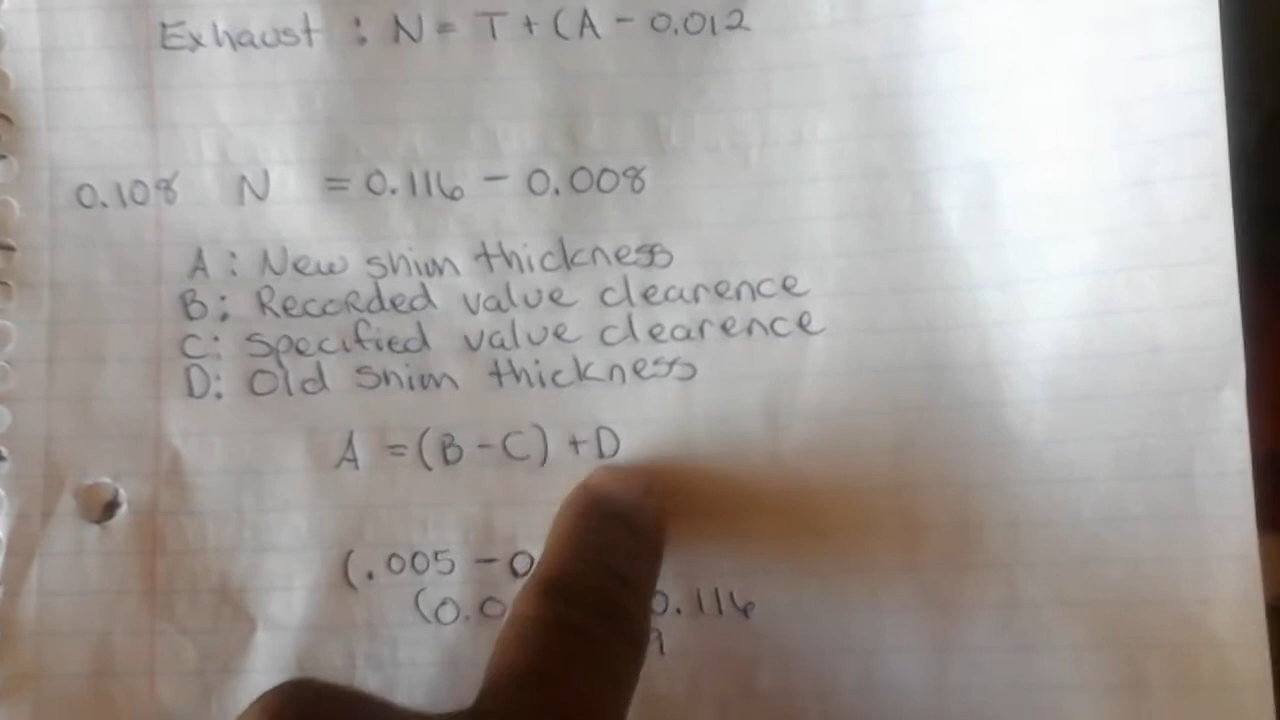 Exhaust : N = T + (A - 0.012
0.108 N = 0.116 - 0.008
A : New shim thickness
B: Recorded value clearence
C: Specified value clearence
D: Old Shim thickness
A = (B - C) + D
(.005 - 0
(0.0 0.116
9